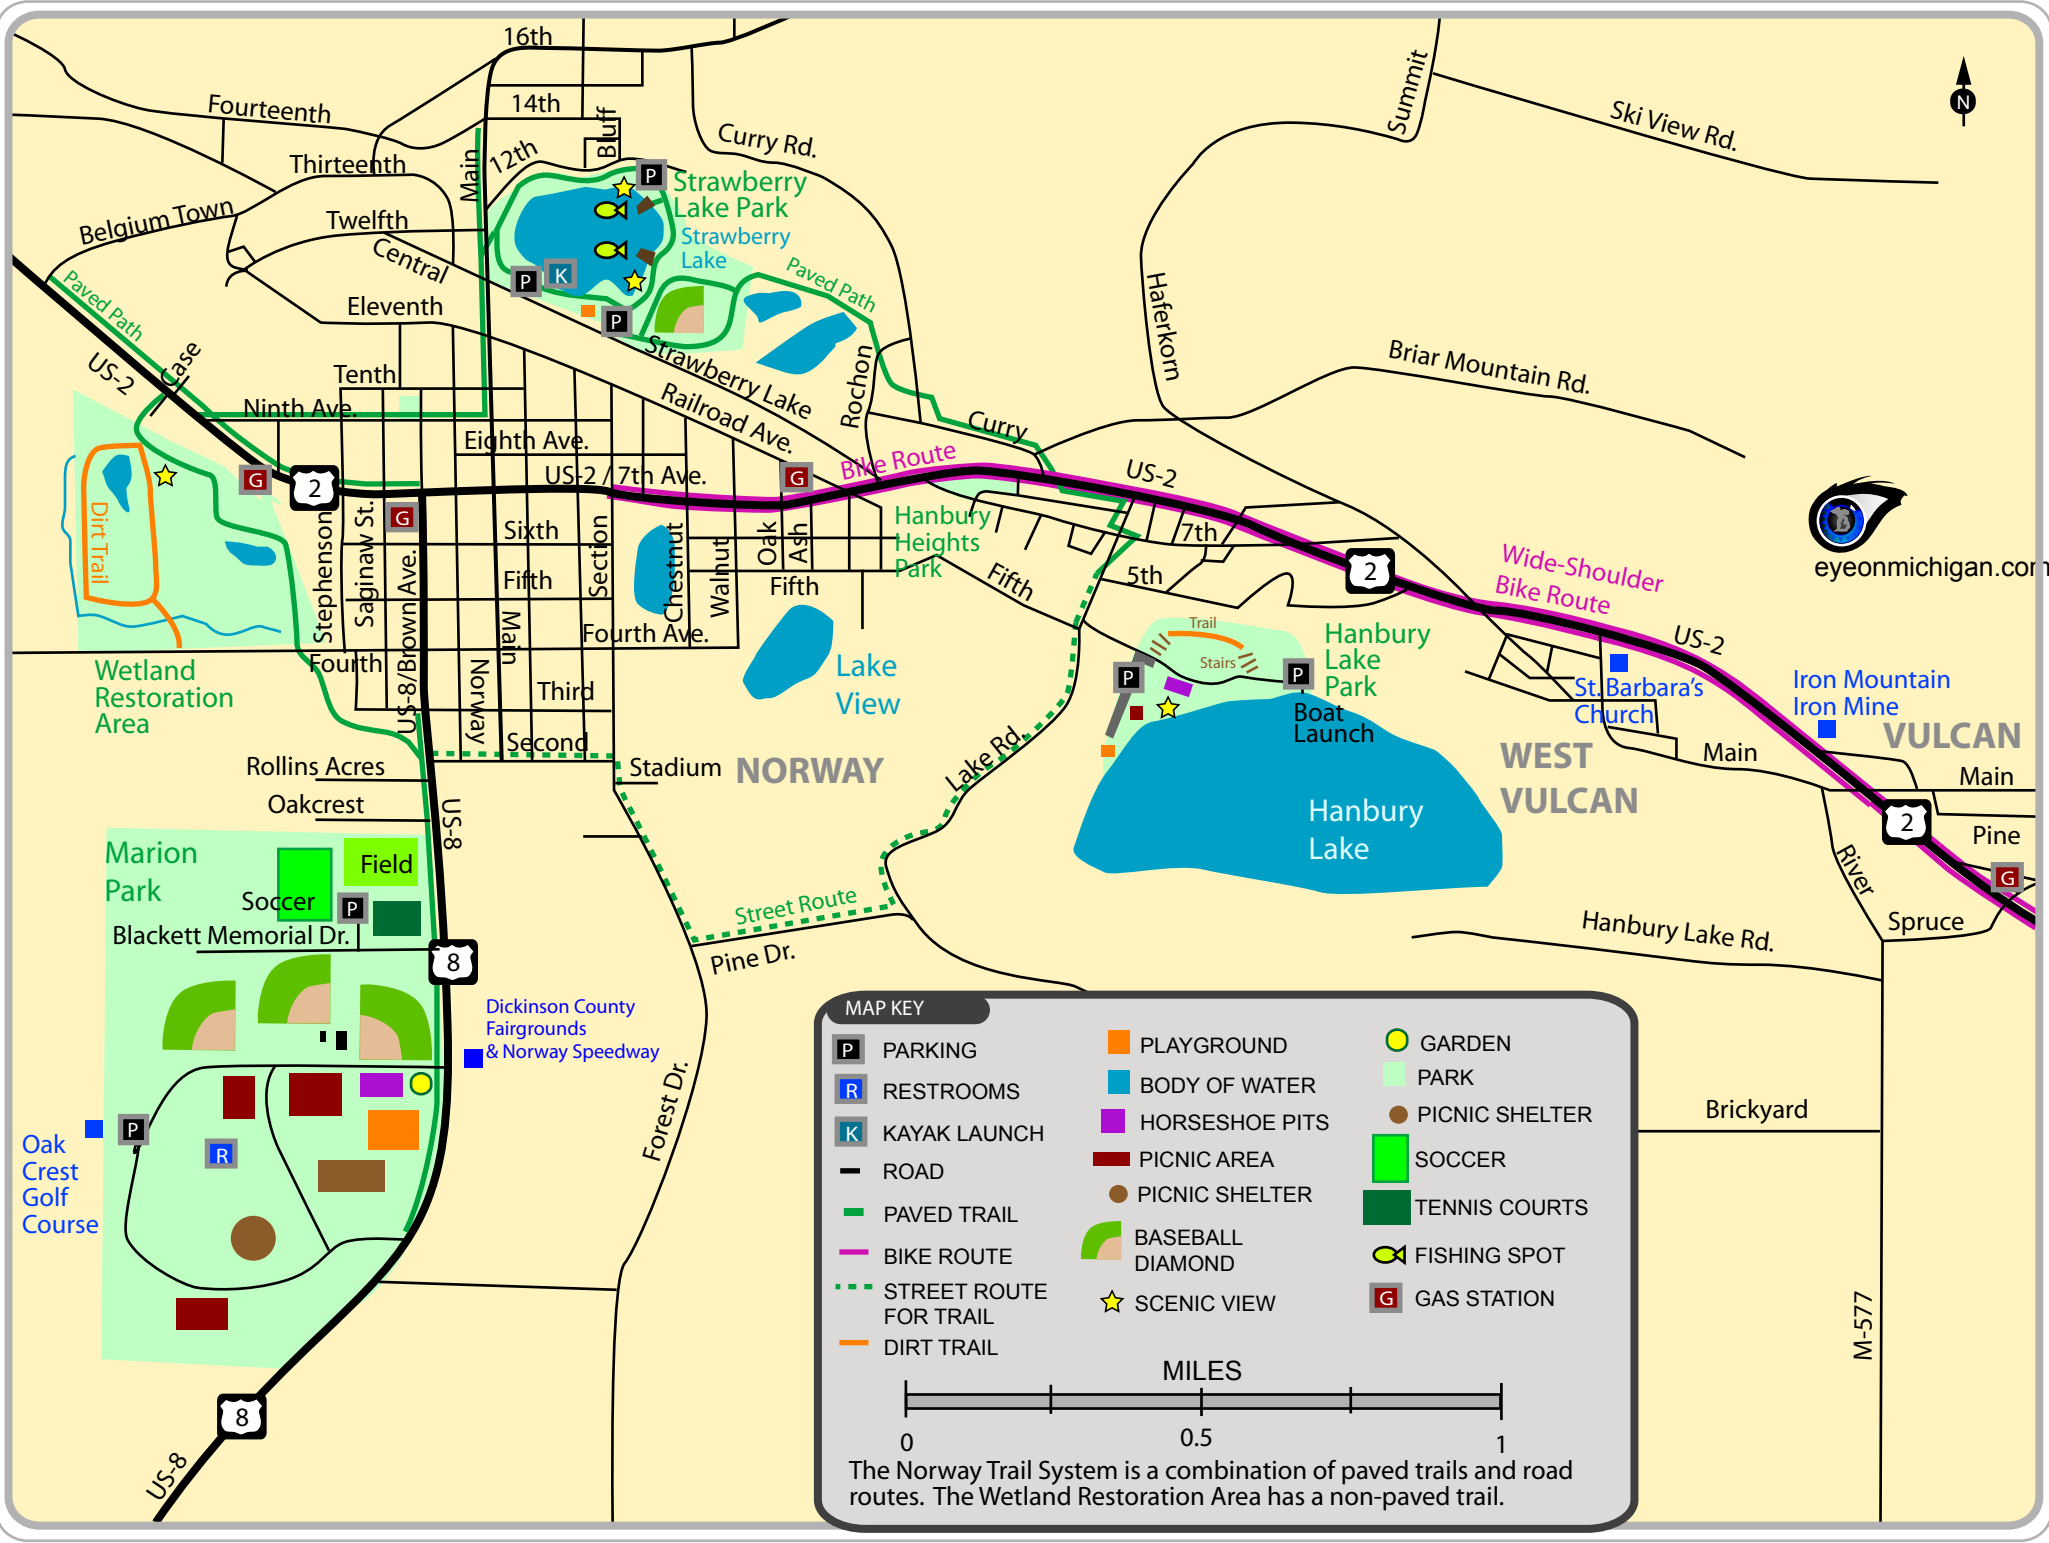 16th
Fourteenth
14th
Bluff
Curry Rd.
Summit
Ski View Rd.
N
Thirteenth
Main
12th
P
Strawberry
Lake Park
Belgium Town
Twelfth
Central
Strawberry
Lake
P
K
Paved Path
Paved Path
Haferkorn
Eleventh
P
US-2
Case
Tenth
Strawberry Lake
Rochon
Briar Mountain Rd.
Ninth Ave.
Railroad Ave.
Curry
Eighth Ave.
Bike Route
US-2
G
2
US-2 / 7th Ave.
G
Dirt Trail
Stephenson
Saginaw St.
G
Sixth
Section
Chestnut
Walnut
Oak
Ash
Hanbury
Heights
Park
7th
2
Wide-Shoulder
Bike Route
eyeonmichigan.com
US-8/Brown Ave.
Fifth
Fifth
Fifth
5th
Main
Fourth Ave.
Trail
Stairs
Hanbury
Lake
Park
US-2
Wetland
Restoration
Area
Fourth
Norway
Third
Lake
View
P
P
Boat
Launch
St. Barbara's
Church
Iron Mountain
Iron Mine
VULCAN
Second
Rollins Acres
Stadium
NORWAY
Lake Rd.
WEST
VULCAN
Main
Main
Oakcrest
US-8
Hanbury
Lake
2
Pine
Marion
Park
Field
Soccer
P
River
G
Blackett Memorial Dr.
Street Route
Pine Dr.
Hanbury Lake Rd.
Spruce
8
Dickinson County
Fairgrounds
& Norway Speedway
Forest Dr.
Oak
Crest
Golf
Course
P
R
Brickyard
M-577
8
US-8
MAP KEY
P PARKING
R RESTROOMS
K KAYAK LAUNCH
ROAD
PAVED TRAIL
BIKE ROUTE
STREET ROUTE
FOR TRAIL
DIRT TRAIL
PLAYGROUND
BODY OF WATER
HORSESHOE PITS
PICNIC AREA
PICNIC SHELTER
BASEBALL
DIAMOND
SCENIC VIEW
GARDEN
PARK
PICNIC SHELTER
SOCCER
TENNIS COURTS
FISHING SPOT
G GAS STATION
MILES
0 0.5 1
The Norway Trail System is a combination of paved trails and road
routes. The Wetland Restoration Area has a non-paved trail.